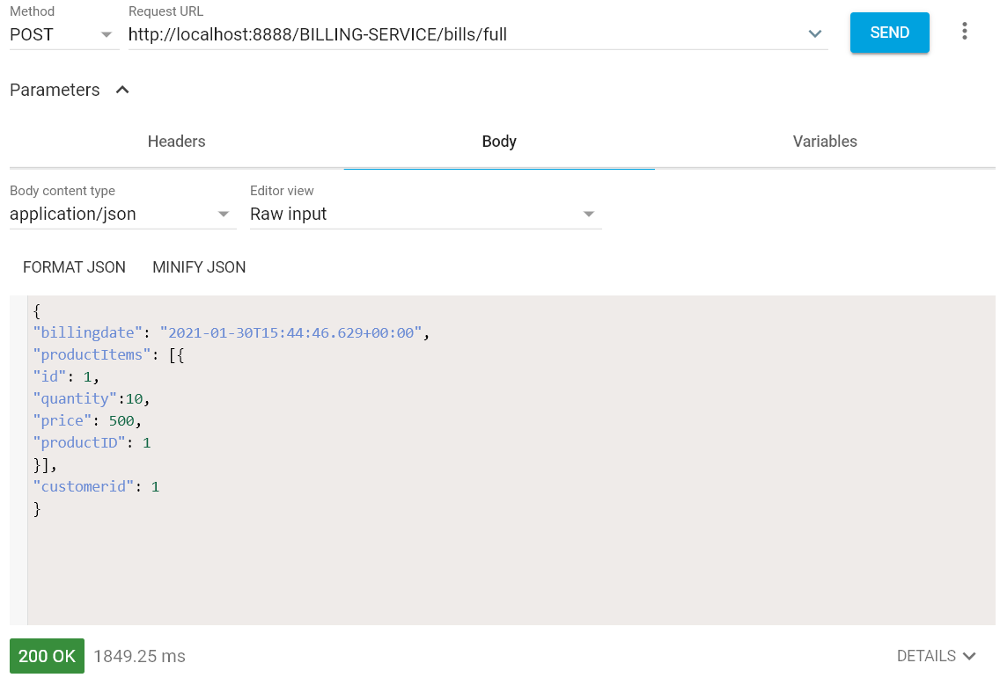 Method
Request URL
POST
http://localhost:8888/BILLING-SERVICE/bills/full
SEND
Parameters
Headers
Body
Variables
Body content type
Editor view
application/json
Raw input
FORMAT JSON
MINIFY JSON
{
"billingdate": "2021-01-30T15:44:46.629+00:00",
"productItems": [{
"id": 1,
"quantity":10,
"price": 500,
"productID": 1
}],
"customerid": 1
}
200 OK
1849.25 ms
DETAILS